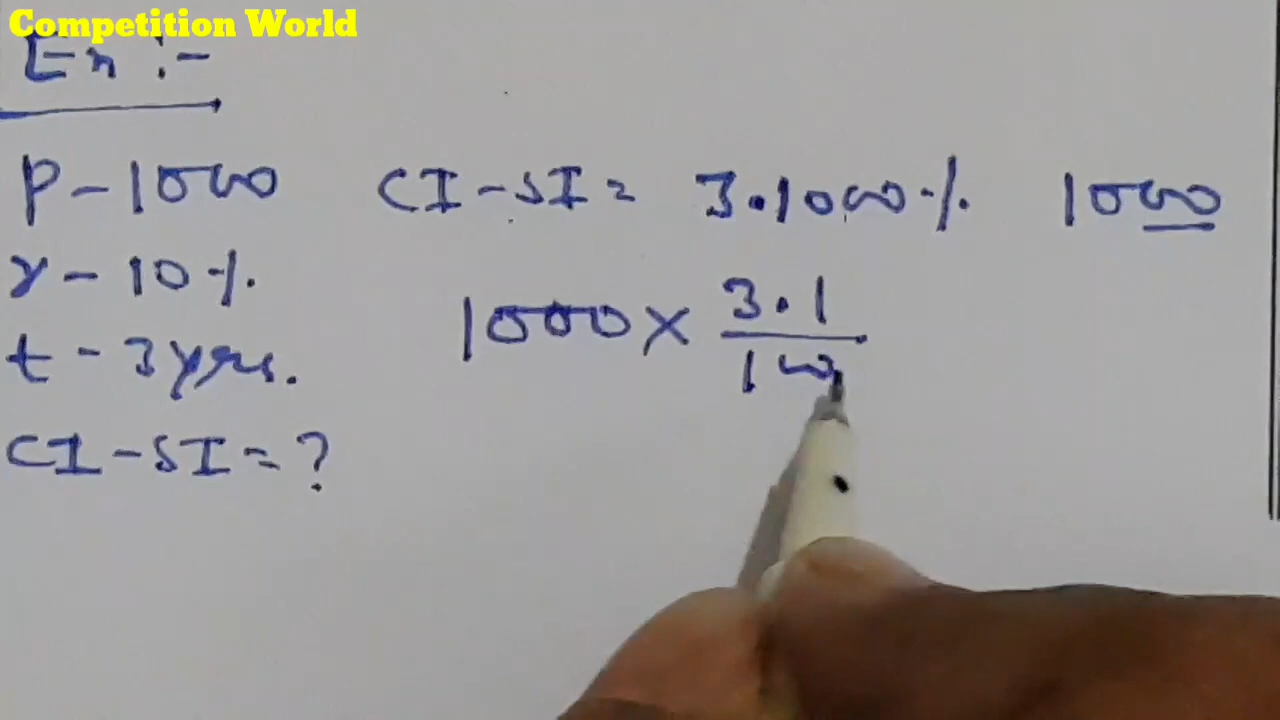 Competition World
Ex :-
P - 1000 CI - SI = 3.1000 % 1000
r - 10 %. 1000 × 3.1/100
t - 3 yrs.
CI - SI = ?